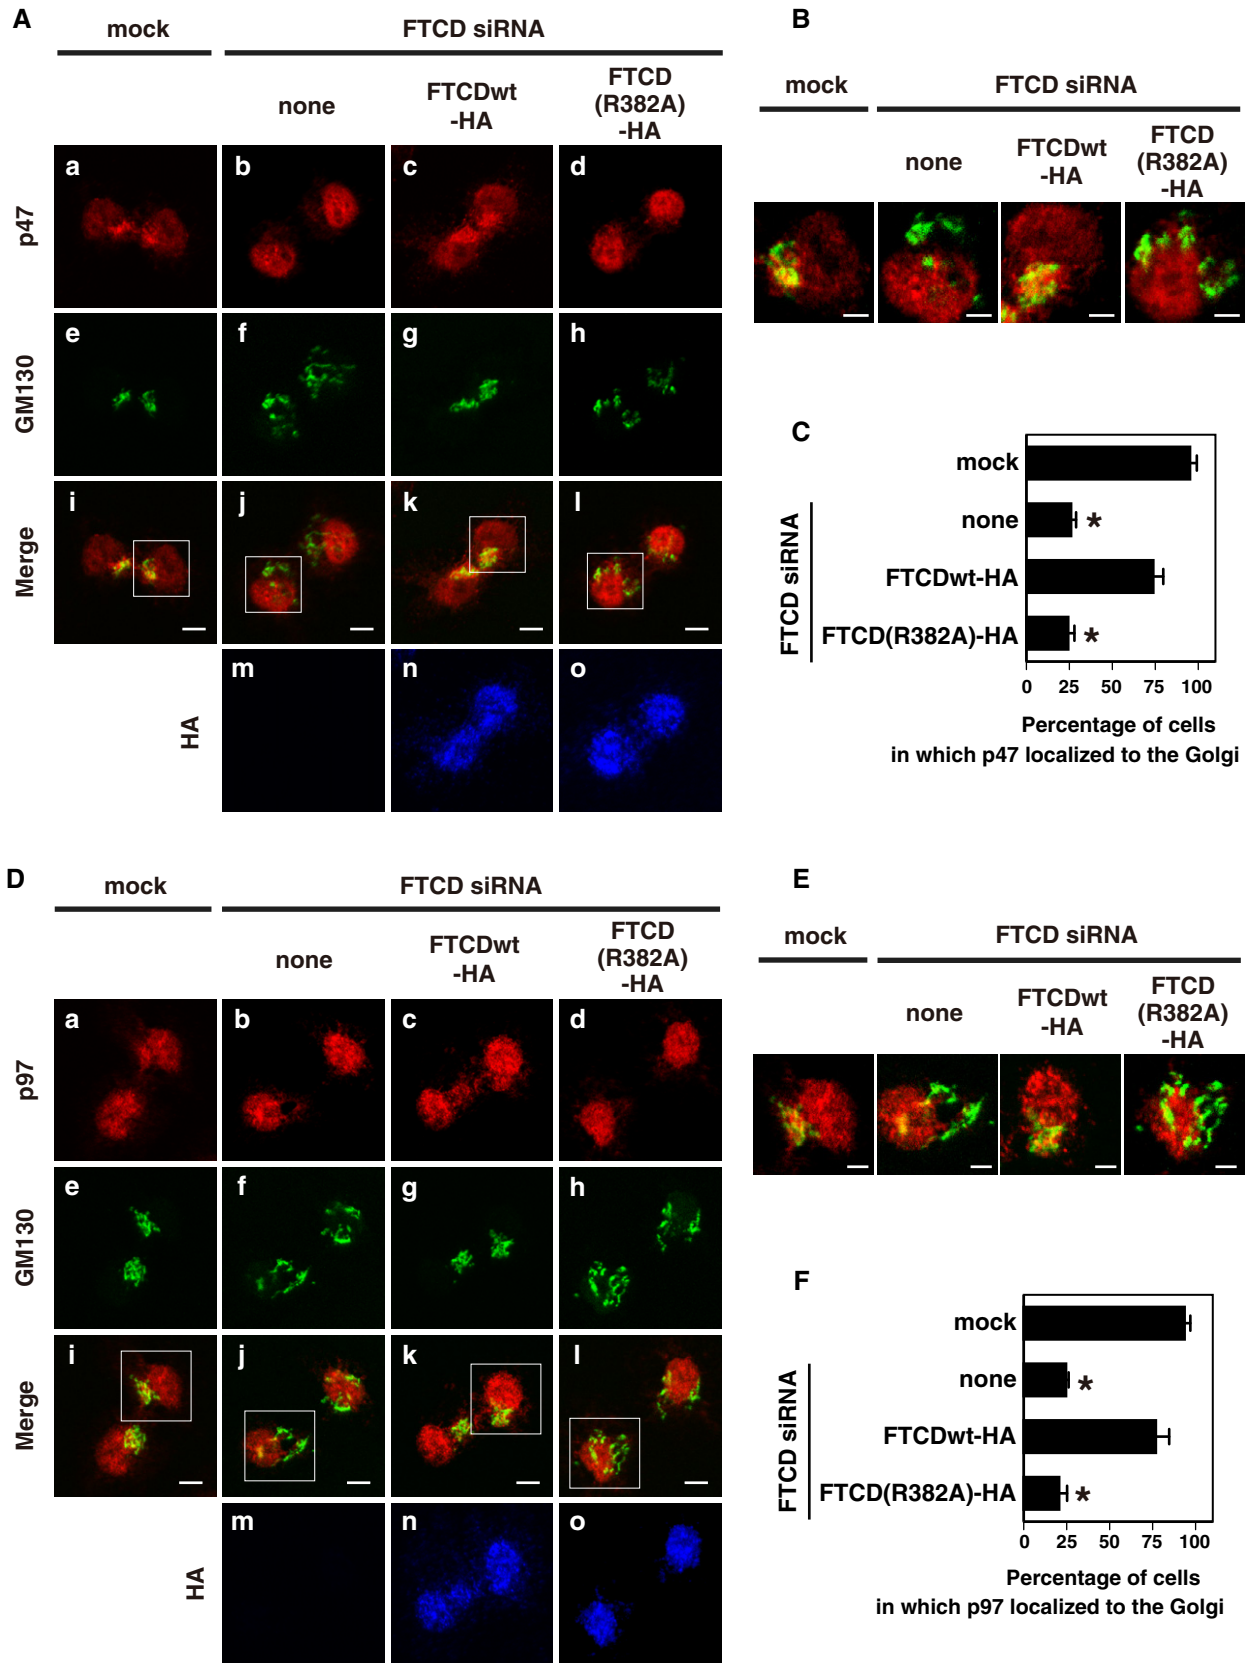 A
mock
FTCD siRNA
none
FTCDwt
-HA
FTCD
(R382A)
-HA
p47
a
b
c
d
GM130
e
f
g
h
Merge
i
j
k
l
HA
m
n
o
B
mock
FTCD siRNA
none
FTCDwt
-HA
FTCD
(R382A)
-HA
C
FTCD siRNA
mock
none
*
FTCDwt-HA
FTCD(R382A)-HA
*
0 25 50 75 100
Percentage of cells
in which p47 localized to the Golgi
D
mock
FTCD siRNA
none
FTCDwt
-HA
FTCD
(R382A)
-HA
p97
a
b
c
d
GM130
e
f
g
h
Merge
i
j
k
l
HA
m
n
o
E
mock
FTCD siRNA
none
FTCDwt
-HA
FTCD
(R382A)
-HA
F
FTCD siRNA
mock
none
*
FTCDwt-HA
FTCD(R382A)-HA
*
0 25 50 75 100
Percentage of cells
in which p97 localized to the Golgi